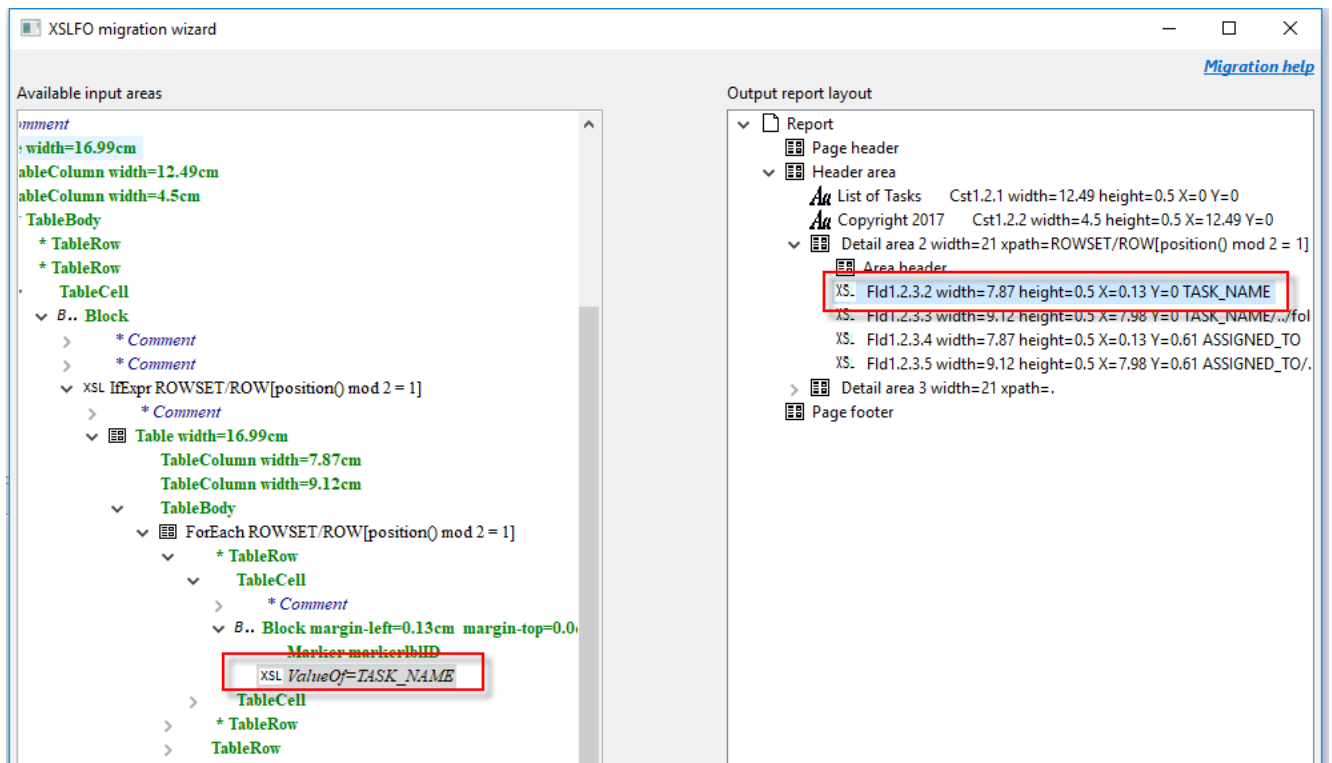 XSLFO migration wizard
Migration help
Available input areas
Output report layout
omment
e width=16.99cm
ableColumn width=12.49cm
ableColumn width=4.5cm
TableBody
* TableRow
* TableRow
TableCell
B.. Block
* Comment
* Comment
XSL IfExpr ROWSET/ROW[position() mod 2 = 1]
* Comment
Table width=16.99cm
TableColumn width=7.87cm
TableColumn width=9.12cm
TableBody
ForEach ROWSET/ROW[position() mod 2 = 1]
* TableRow
TableCell
* Comment
B.. Block margin-left=0.13cm margin-top=0.0
Marker markerlblID
XSL ValueOf=TASK_NAME
TableCell
* TableRow
TableRow
Report
Page header
Header area
Aa List of Tasks Cst1.2.1 width=12.49 height=0.5 X=0 Y=0
Aa Copyright 2017 Cst1.2.2 width=4.5 height=0.5 X=12.49 Y=0
Detail area 2 width=21 xpath=ROWSET/ROW[position() mod 2 = 1]
Area header
XSL Fld1.2.3.2 width=7.87 height=0.5 X=0.13 Y=0 TASK_NAME
XSL Fld1.2.3.3 width=9.12 height=0.5 X=7.98 Y=0 TASK_NAME/../fol
XSL Fld1.2.3.4 width=7.87 height=0.5 X=0.13 Y=0.61 ASSIGNED_TO
XSL Fld1.2.3.5 width=9.12 height=0.5 X=7.98 Y=0.61 ASSIGNED_TO/.
Detail area 3 width=21 xpath=.
Page footer